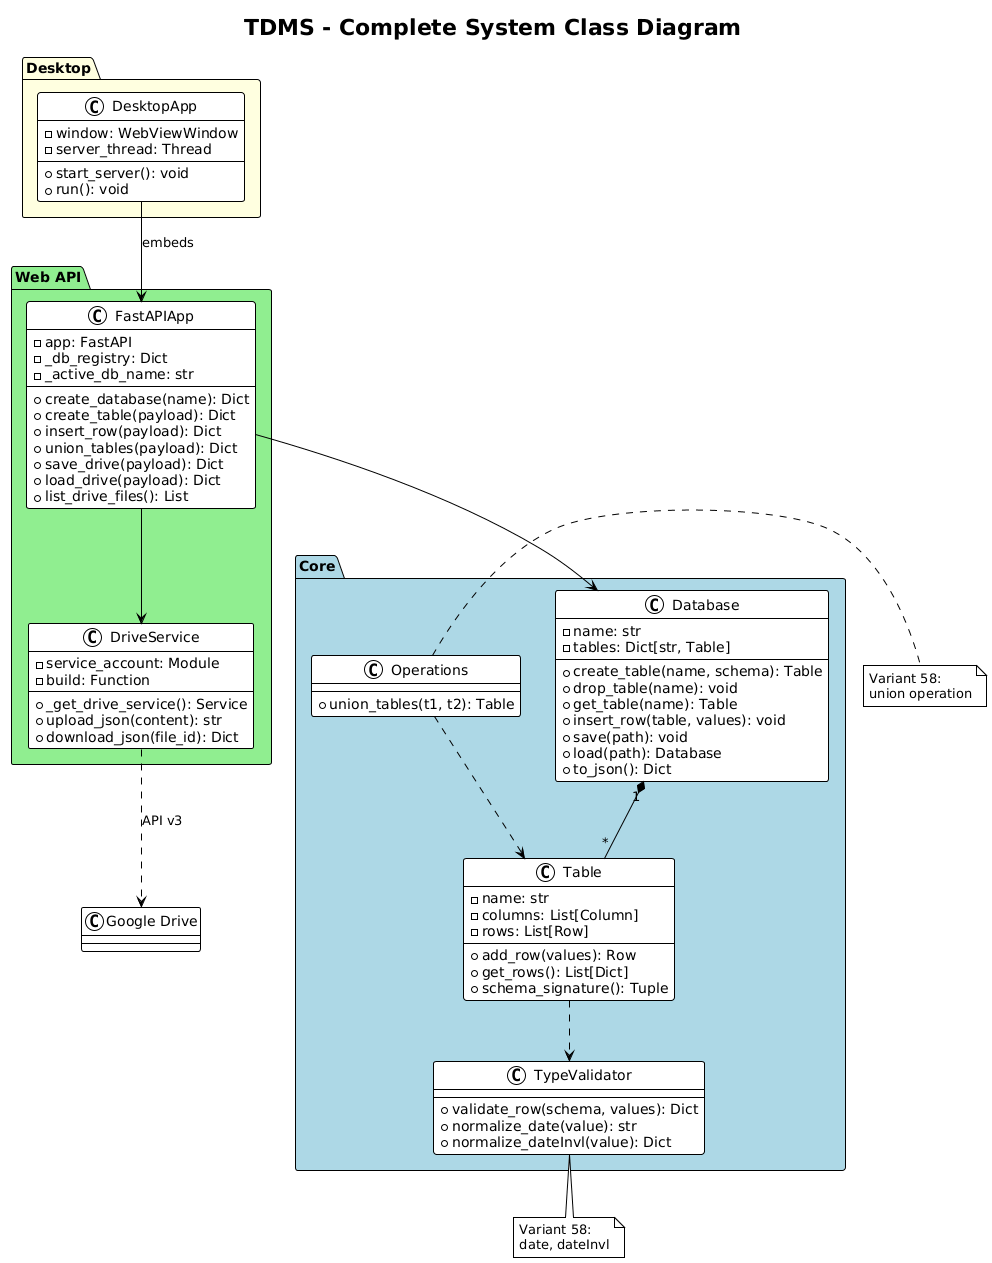 TDMS - Complete System Class Diagram
Desktop
C DesktopApp
window: WebViewWindow
server_thread: Thread
start_server(): void
run(): void
embeds
Web API
C FastAPIApp
app: FastAPI
_db_registry: Dict
_active_db_name: str
create_database(name): Dict
create_table(payload): Dict
insert_row(payload): Dict
union_tables(payload): Dict
save_drive(payload): Dict
load_drive(payload): Dict
list_drive_files(): List
C DriveService
service_account: Module
build: Function
_get_drive_service(): Service
upload_json(content): str
download_json(file_id): Dict
API v3
C Google Drive
Core
C Database
name: str
tables: Dict[str, Table]
create_table(name, schema): Table
drop_table(name): void
get_table(name): Table
insert_row(table, values): void
save(path): void
load(path): Database
to_json(): Dict
C Operations
union_tables(t1, t2): Table
Variant 58:
union operation
1
*
C Table
name: str
columns: List[Column]
rows: List[Row]
add_row(values): Row
get_rows(): List[Dict]
schema_signature(): Tuple
C TypeValidator
validate_row(schema, values): Dict
normalize_date(value): str
normalize_dateInvl(value): Dict
Variant 58:
date, dateInvl